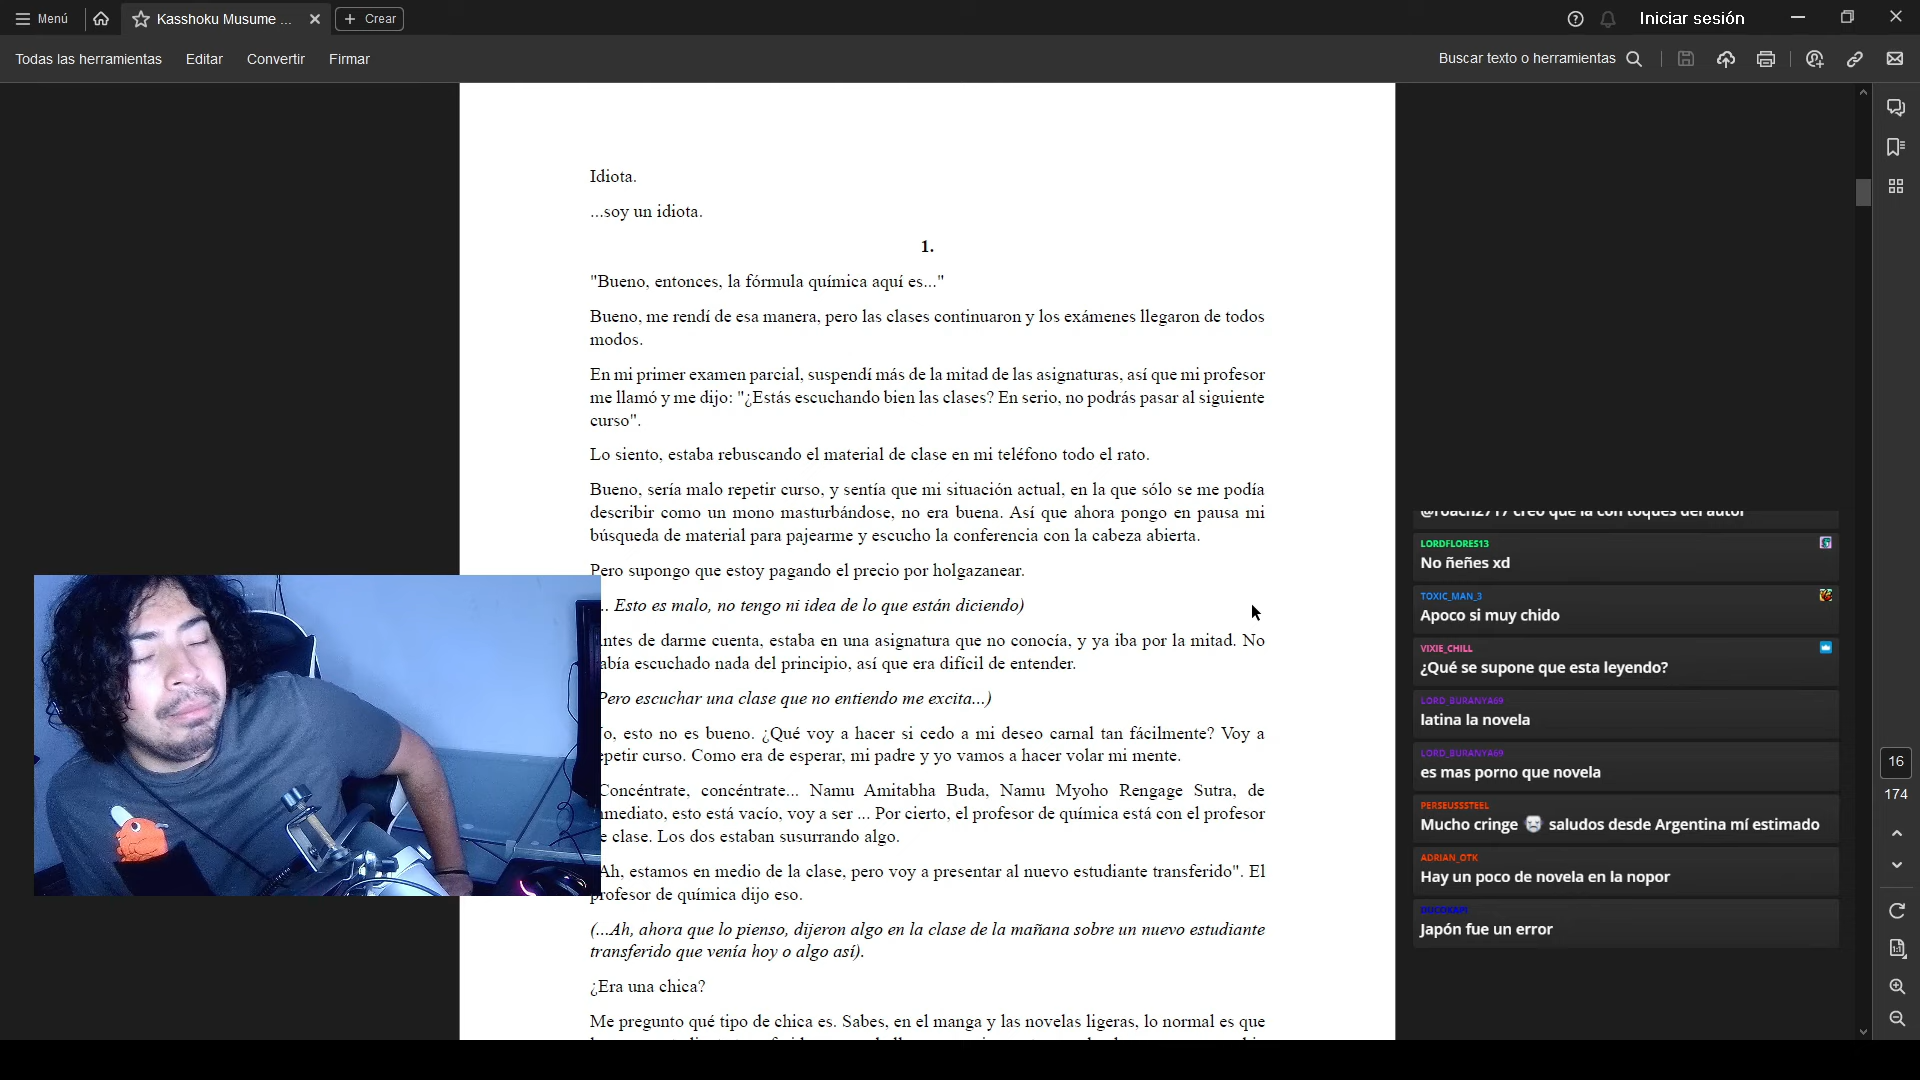 Menú
Kasshoku Musume ...
Crear
Iniciar sesión
Todas las herramientas
Editar
Convertir
Firmar
Buscar texto o herramientas
Idiota.
...soy un idiota.
1.
"Bueno, entonces, la fórmula química aquí es..."
Bueno, me rendí de esa manera, pero las clases continuaron y los exámenes llegaron de todos
modos.
En mi primer examen parcial, suspendí más de la mitad de las asignaturas, así que mi profesor
me llamó y me dijo: "¿Estás escuchando bien las clases? En serio, no podrás pasar al siguiente
curso".
Lo siento, estaba rebuscando el material de clase en mi teléfono todo el rato.
Bueno, sería malo repetir curso, y sentía que mi situación actual, en la que sólo se me podía
describir como un mono masturbándose, no era buena. Así que ahora pongo en pausa mi
búsqueda de material para pajearme y escucho la conferencia con la cabeza abierta.
Pero supongo que estoy pagando el precio por holgazanear.
.. Esto es malo, no tengo ni idea de lo que están diciendo)
ntes de darme cuenta, estaba en una asignatura que no conocía, y ya iba por la mitad. No
abía escuchado nada del principio, así que era difícil de entender.
Pero escuchar una clase que no entiendo me excita...)
o, esto no es bueno. ¿Qué voy a hacer si cedo a mi deseo carnal tan fácilmente? Voy a
epetir curso. Como era de esperar, mi padre y yo vamos a hacer volar mi mente.
Concéntrate, concéntrate... Namu Amitabha Buda, Namu Myoho Rengage Sutra, de
nmediato, esto está vacío, voy a ser ... Por cierto, el profesor de química está con el profesor
e clase. Los dos estaban susurrando algo.
Ah, estamos en medio de la clase, pero voy a presentar al nuevo estudiante transferido". El
profesor de química dijo eso.
(...Ah, ahora que lo pienso, dijeron algo en la clase de la mañana sobre un nuevo estudiante
transferido que venía hoy o algo así).
¿Era una chica?
Me pregunto qué tipo de chica es. Sabes, en el manga y las novelas ligeras, lo normal es que
@roach2717 creo que la con toques del autor
LORDFLORES13
No ñeñes xd
TOXIC_MAN_3
Apoco si muy chido
VIXIE_CHILL
¿Qué se supone que esta leyendo?
LORD_BURANYA69
latina la novela
LORD_BURANYA69
es mas porno que novela
PERSEUSSSTEEL
Mucho cringe saludos desde Argentina mí estimado
ADRIAN_OTK
Hay un poco de novela en la nopor
Japón fue un error
16
174